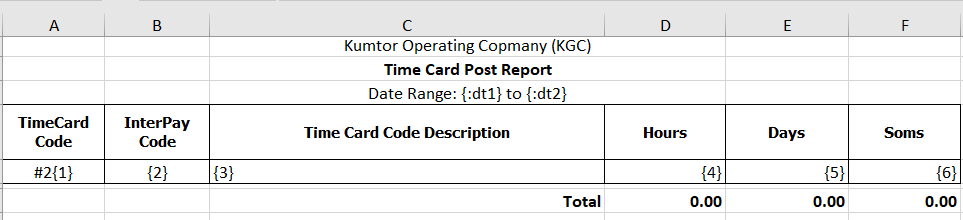 A B C D E F
Kumtor Operating Copmany (KGC)
Time Card Post Report
Date Range: {:dt1} to {:dt2}
TimeCard Code InterPay Code Time Card Code Description Hours Days Soms
#2{1} {2} {3} {4} {5} {6}
Total 0.00 0.00 0.00